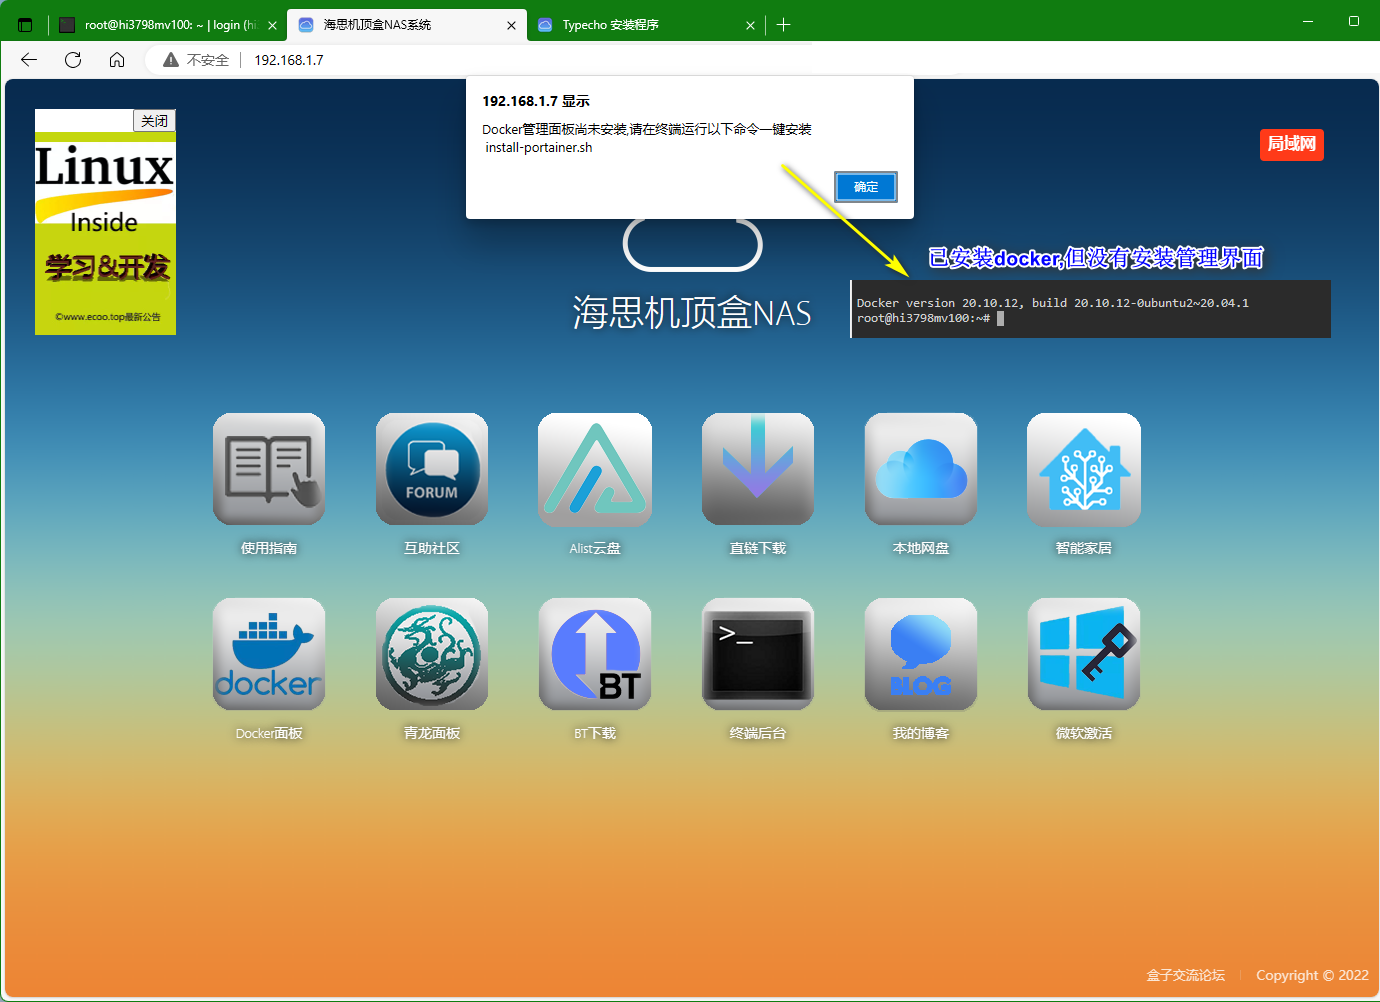 root@hi3798mv100: ~ | login (hi
海思机顶盒NAS系统
Typecho 安装程序
不安全
192.168.1.7
192.168.1.7 显示
Docker管理面板尚未安装,请在终端运行以下命令一键安装
install-portainer.sh
确定
关闭
Linux
Inside
学习&开发
©www.ecoo.top最新公告
局域网
已安装docker,但没有安装管理界面
Docker version 20.10.12, build 20.10.12-0ubuntu2~20.04.1
root@hi3798mv100:~#
海思机顶盒NAS
FORUM
使用指南
互助社区
Alist云盘
直链下载
本地网盘
智能家居
docker
BT
>_
BLOG
Docker面板
青龙面板
BT下载
终端后台
我的博客
微软激活
盒子交流论坛
Copyright © 2022